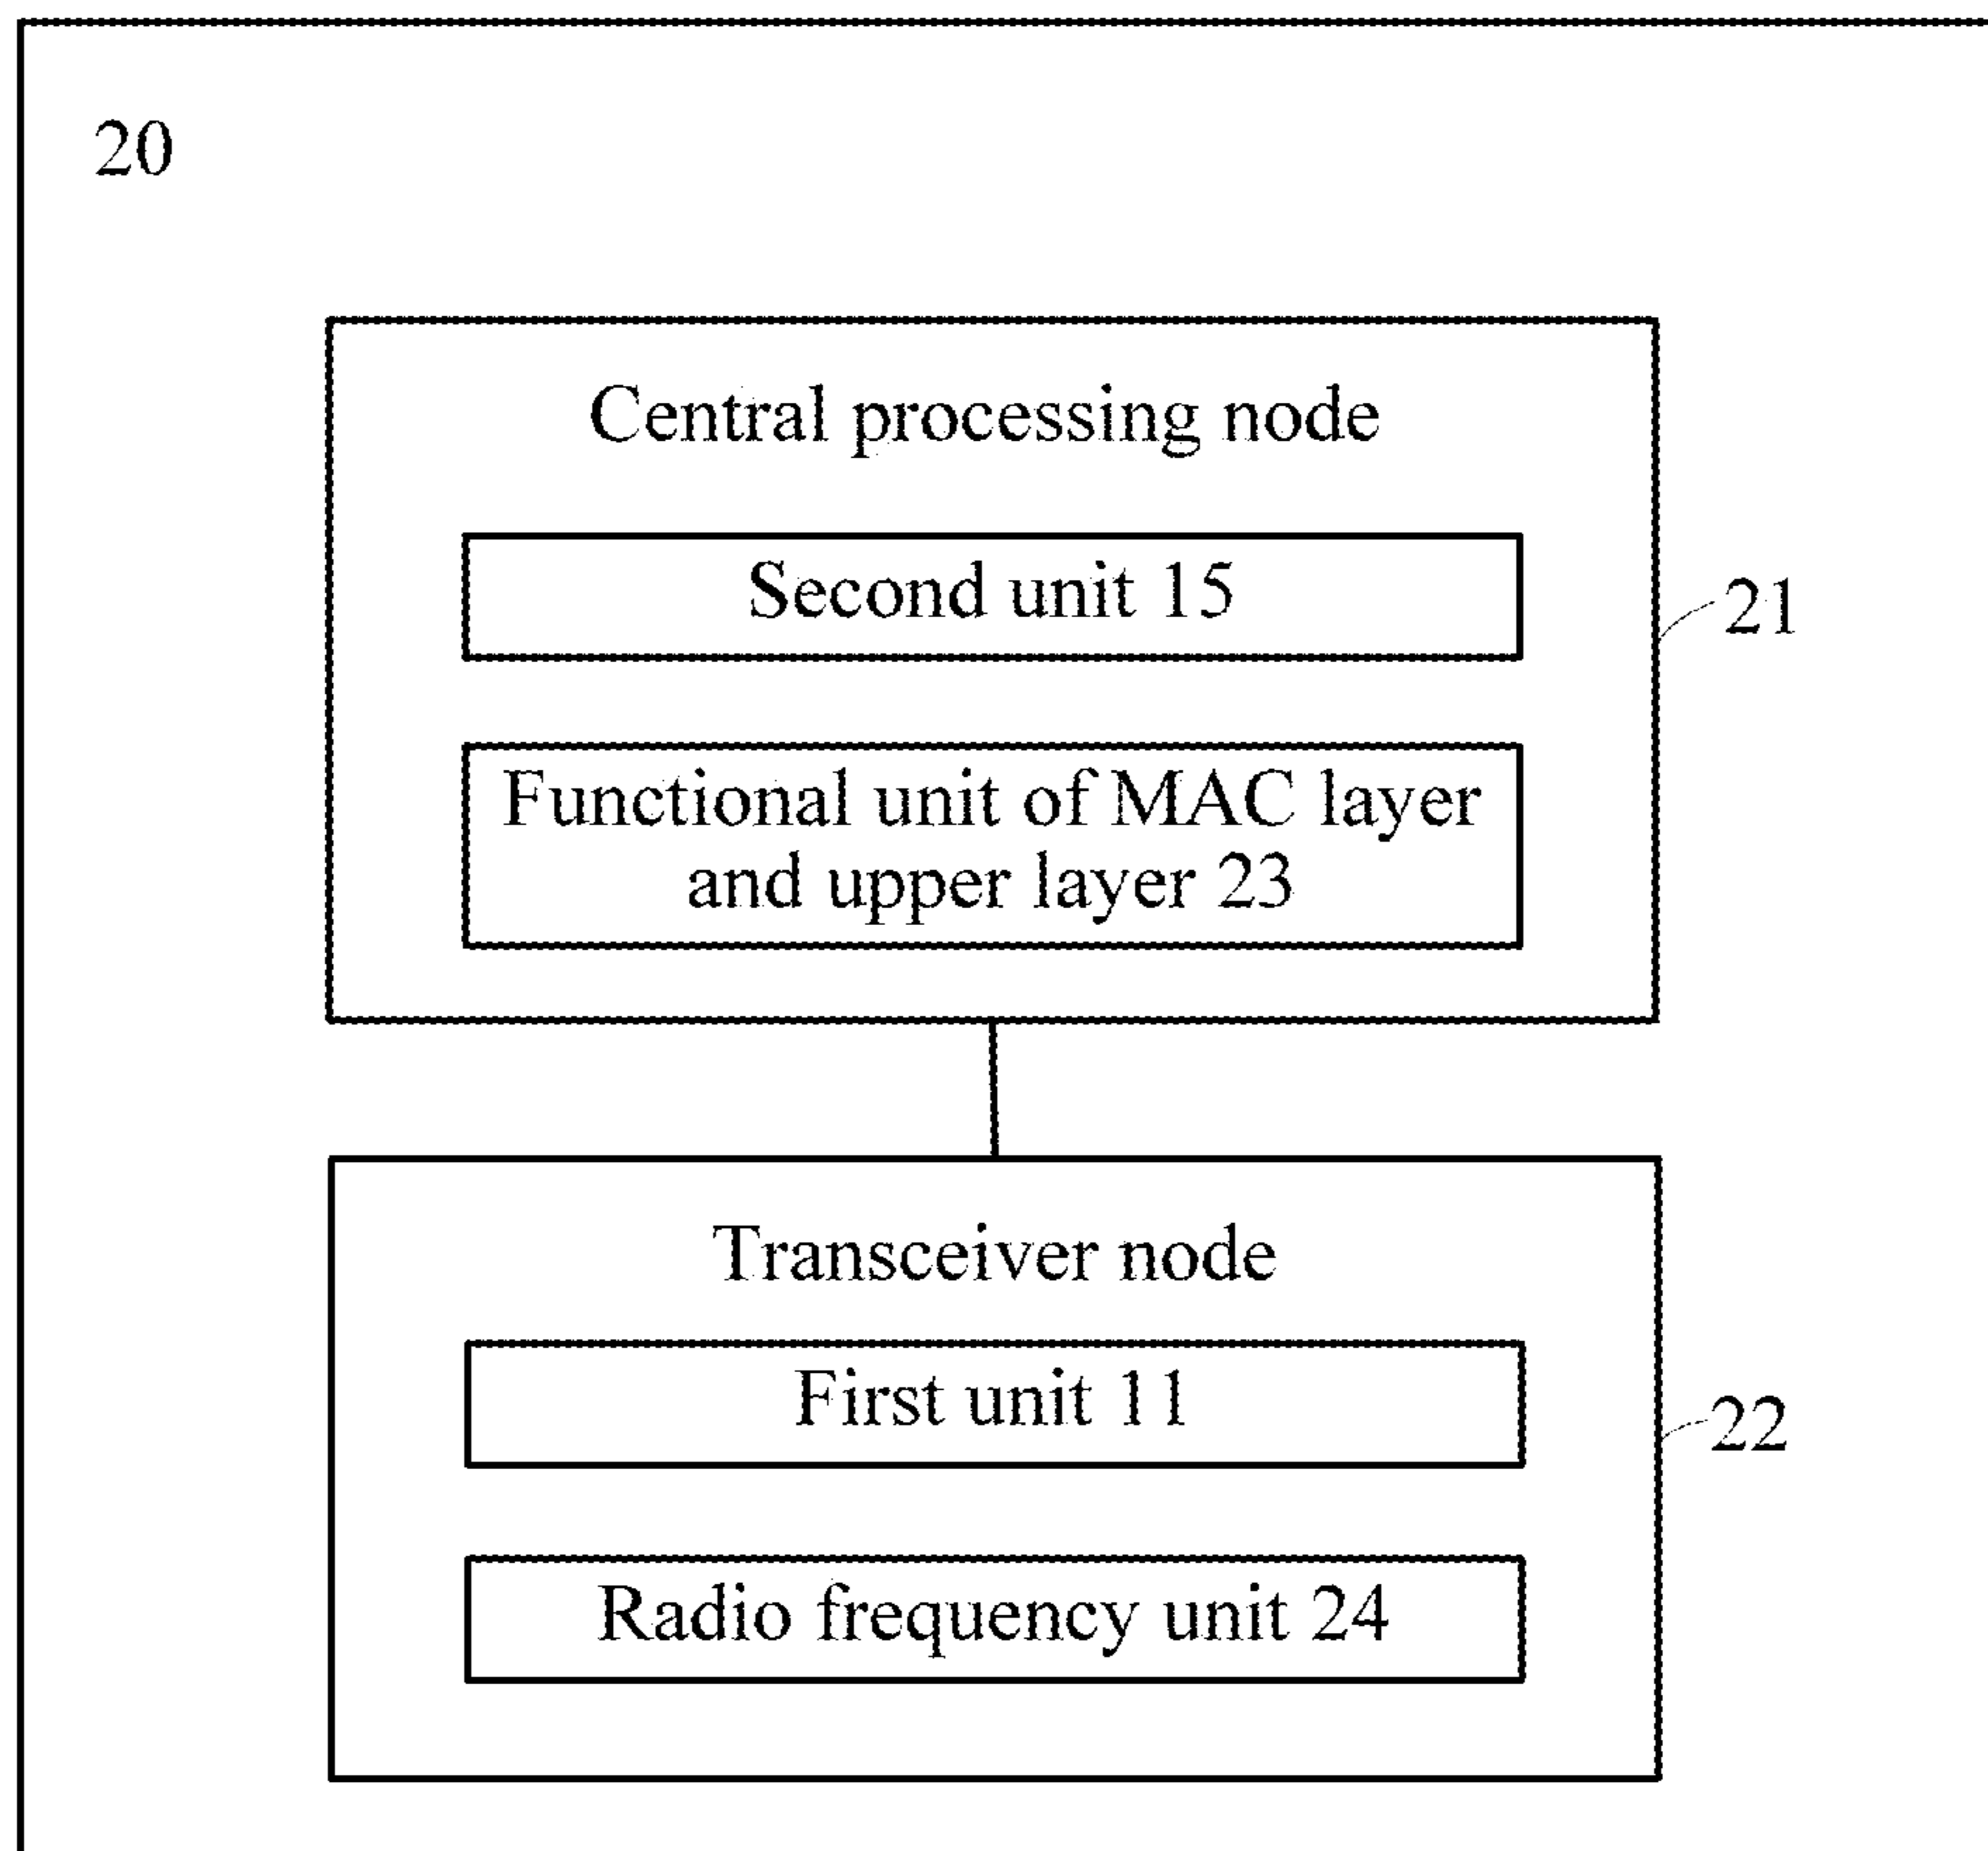 20
Central processing node
Second unit 15
21
Functional unit of MAC layer
and upper layer 23
Transceiver node
First unit 11
22
Radio frequency unit 24